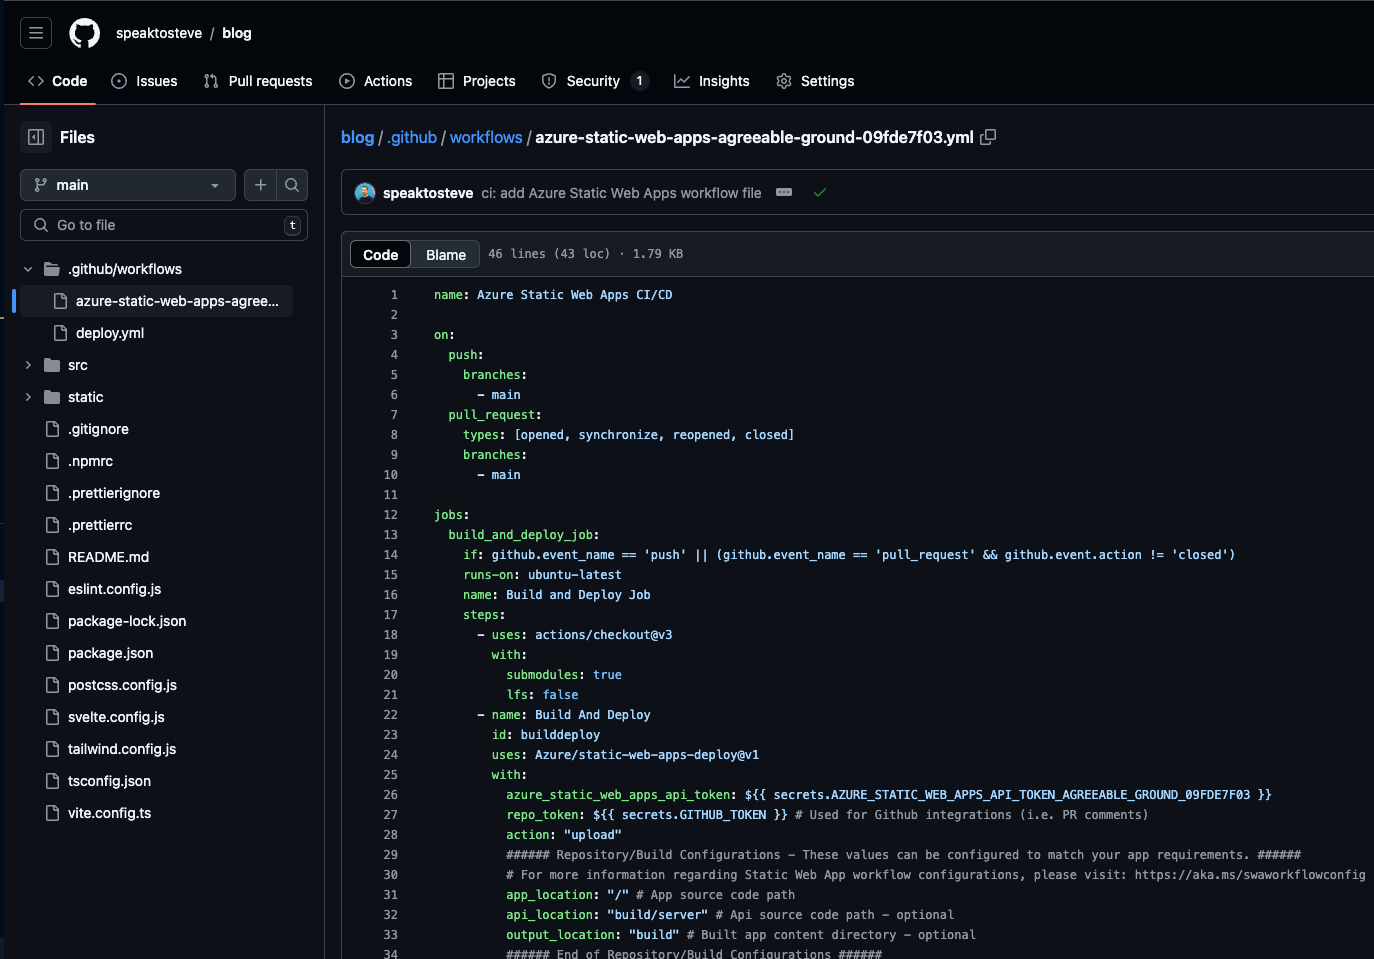 speaktosteve / blog
Code Issues Pull requests Actions Projects Security 1 Insights Settings
Files
main
Go to file t
.github/workflows
azure-static-web-apps-agree...
deploy.yml
src
static
.gitignore
.npmrc
.prettierignore
.prettierrc
README.md
eslint.config.js
package-lock.json
package.json
postcss.config.js
svelte.config.js
tailwind.config.js
tsconfig.json
vite.config.ts
blog / .github / workflows / azure-static-web-apps-agreeable-ground-09fde7f03.yml
speaktosteve ci: add Azure Static Web Apps workflow file
Code Blame 46 lines (43 loc) · 1.79 KB
1 name: Azure Static Web Apps CI/CD
2
3 on:
4 push:
5 branches:
6 - main
7 pull_request:
8 types: [opened, synchronize, reopened, closed]
9 branches:
10 - main
11
12 jobs:
13 build_and_deploy_job:
14 if: github.event_name == 'push' || (github.event_name == 'pull_request' && github.event.action != 'closed')
15 runs-on: ubuntu-latest
16 name: Build and Deploy Job
17 steps:
18 - uses: actions/checkout@v3
19 with:
20 submodules: true
21 lfs: false
22 - name: Build And Deploy
23 id: builddeploy
24 uses: Azure/static-web-apps-deploy@v1
25 with:
26 azure_static_web_apps_api_token: ${{ secrets.AZURE_STATIC_WEB_APPS_API_TOKEN_AGREEABLE_GROUND_09FDE7F03 }}
27 repo_token: ${{ secrets.GITHUB_TOKEN }} # Used for Github integrations (i.e. PR comments)
28 action: "upload"
29 ###### Repository/Build Configurations - These values can be configured to match your app requirements. ######
30 # For more information regarding Static Web App workflow configurations, please visit: https://aka.ms/swaworkflowconfig
31 app_location: "/" # App source code path
32 api_location: "build/server" # Api source code path - optional
33 output_location: "build" # Built app content directory - optional
34 ###### End of Repository/Build Configurations ######